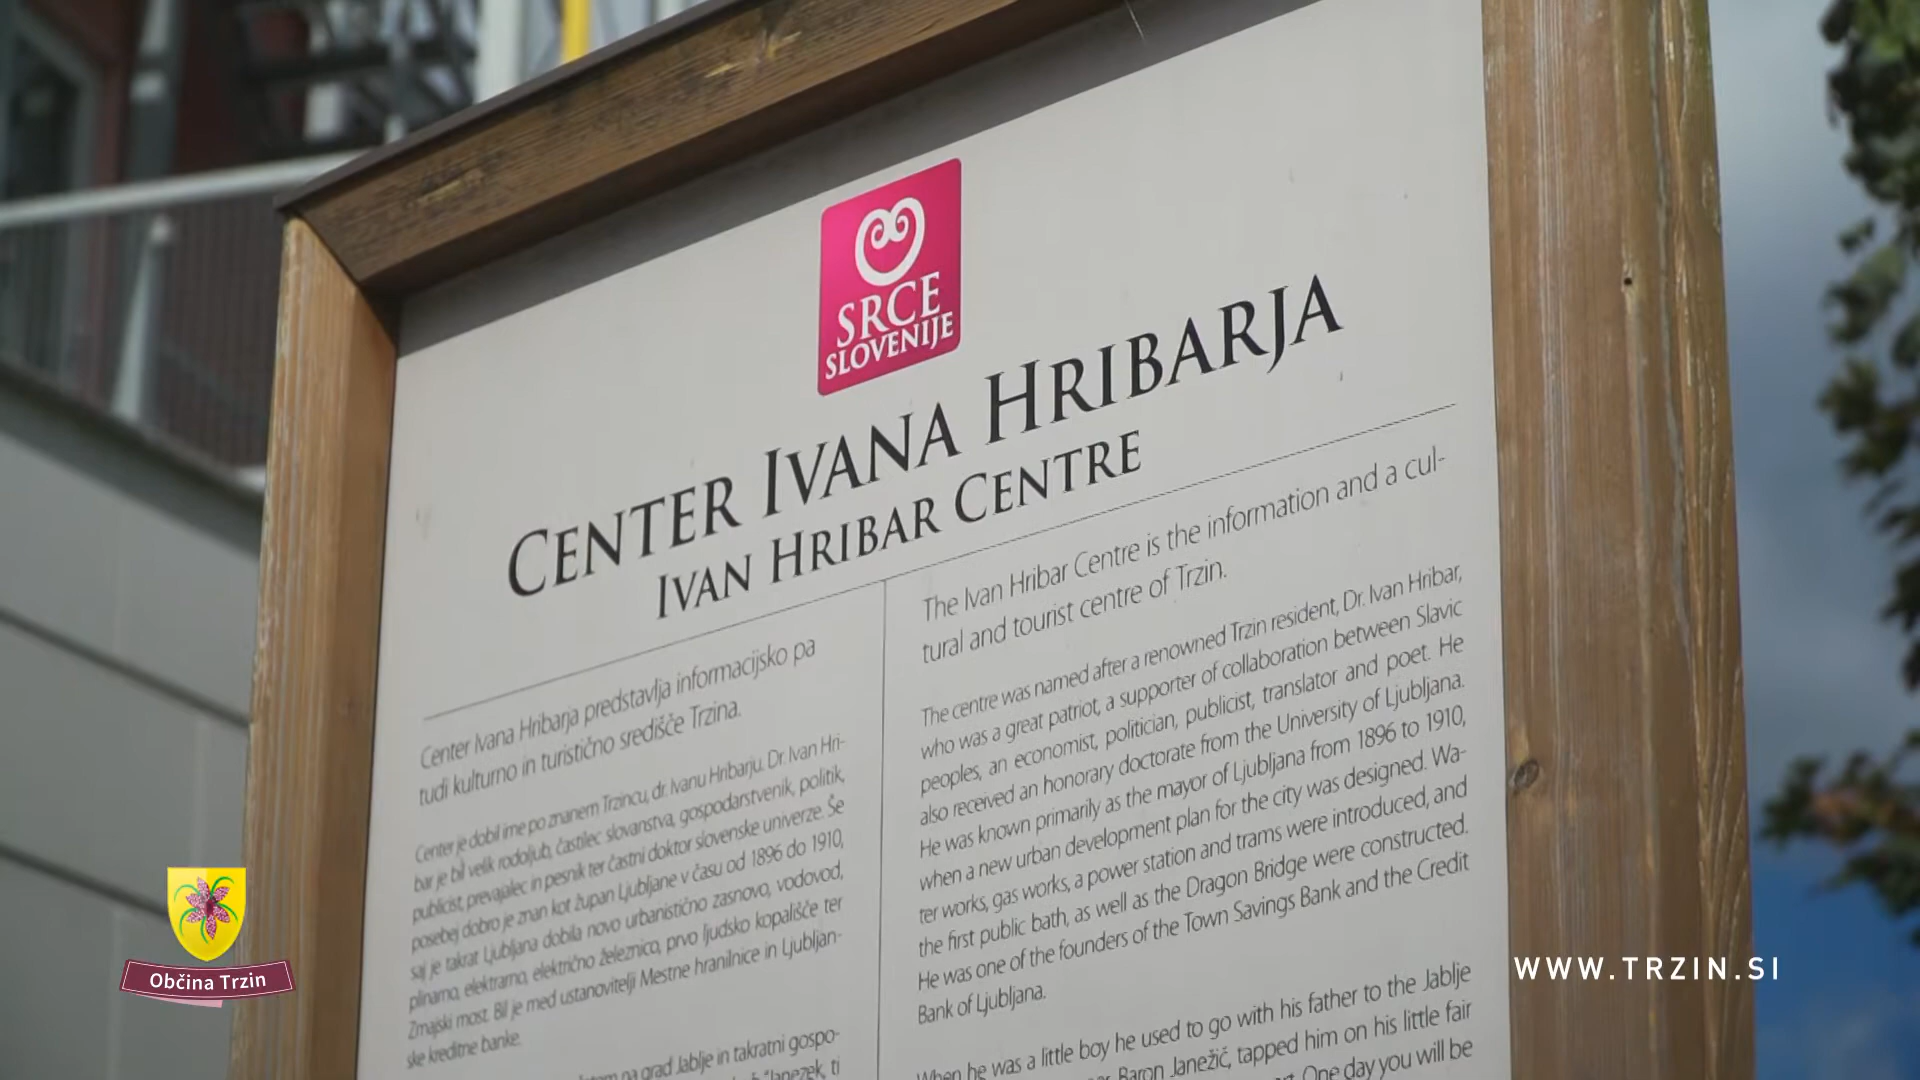 SRCE
SLOVENIJE
CENTER IVANA HRIBARJA
IVAN HRIBAR CENTRE
Center Ivana Hribarja predstavlja informacijsko pa
tudi kulturno in turistično središče Trzina.
Center je dobil ime po znanem Trzincu, dr. Ivanu Hribarju. Dr. Ivan Hri-
bar je bil velik rodoljub, častilec slovanstva, gospodarstvenik, politik,
publicist, prevajalec in pesnik ter častni doktor slovenske univerze. Še
posebej dobro je znan kot župan Ljubljane v času od 1896 do 1910,
saj je takrat Ljubljana dobila novo urbanistično zasnovo, vodovod,
plinarno, elektrarno, električno železnico, prvo ljudsko kopališče ter
Zmajski most. Bil je med ustanovitelji Mestne hranilnice in Ljubljan-
ske kreditne banke.
na grad Jablje in takratni gospo-
"Janezek, ti
The Ivan Hribar Centre is the information and a cul-
tural and tourist centre of Trzin.
The centre was named after a renowned Trzin resident, Dr. Ivan Hribar,
who was a great patriot, a supporter of collaboration between Slavic
peoples, an economist, politician, publicist, translator and poet. He
also received an honorary doctorate from the University of Ljubljana.
He was known primarily as the mayor of Ljubljana from 1896 to 1910,
when a new urban development plan for the city was designed. Wa-
ter works, gas works, a power station and trams were introduced, and
the first public bath, as well as the Dragon Bridge were constructed.
He was one of the founders of the Town Savings Bank and the Credit
Bank of Ljubljana.
When he was a little boy he used to go with his father to the Jablje
Baron Janežič, tapped him on his little fair
One day you will be
Občina Trzin
WWW.TRZIN.SI